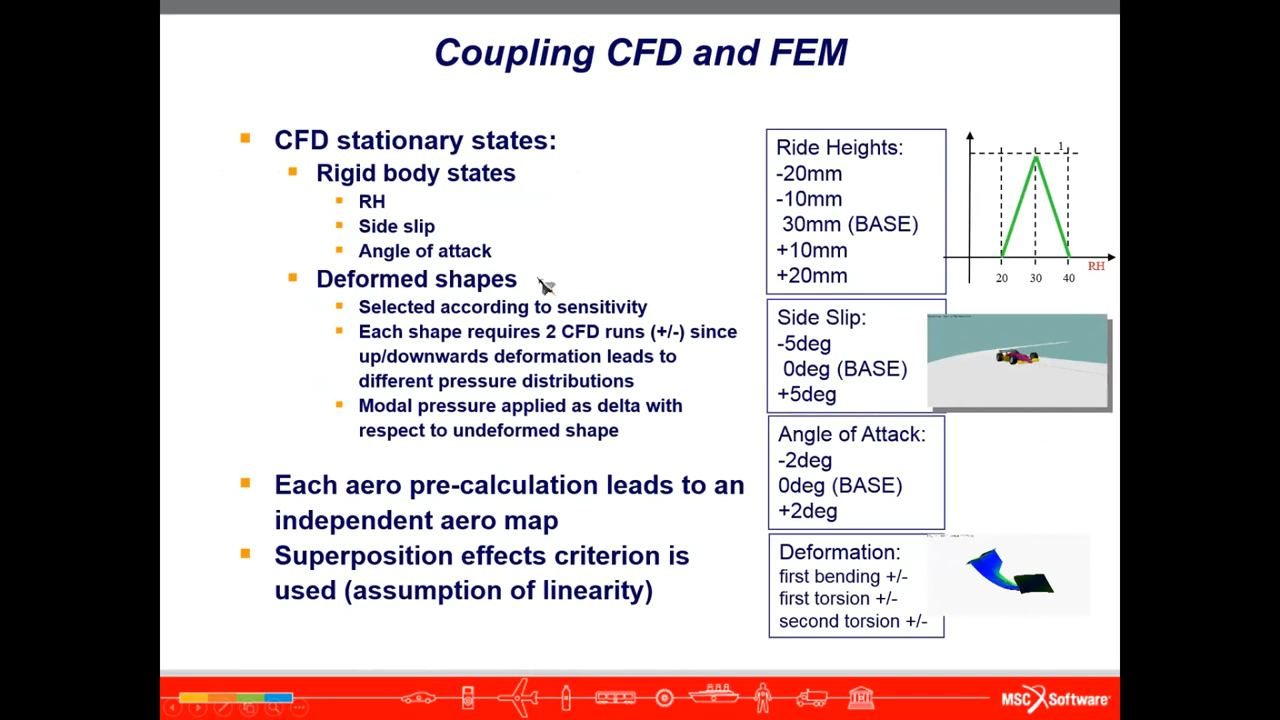 Coupling CFD and FEM
CFD stationary states:
Rigid body states
RH
Side slip
Angle of attack
Deformed shapes
Selected according to sensitivity
Each shape requires 2 CFD runs (+/-) since
up/downwards deformation leads to
different pressure distributions
Modal pressure applied as delta with
respect to undeformed shape
Each aero pre-calculation leads to an
independent aero map
Superposition effects criterion is
used (assumption of linearity)
Ride Heights:
-20mm
-10mm
30mm (BASE)
+10mm
+20mm
1
RH
20 30 40
Side Slip:
-5deg
0deg (BASE)
+5deg
Angle of Attack:
-2deg
0deg (BASE)
+2deg
Deformation:
first bending +/-
first torsion +/-
second torsion +/-
MSC Software